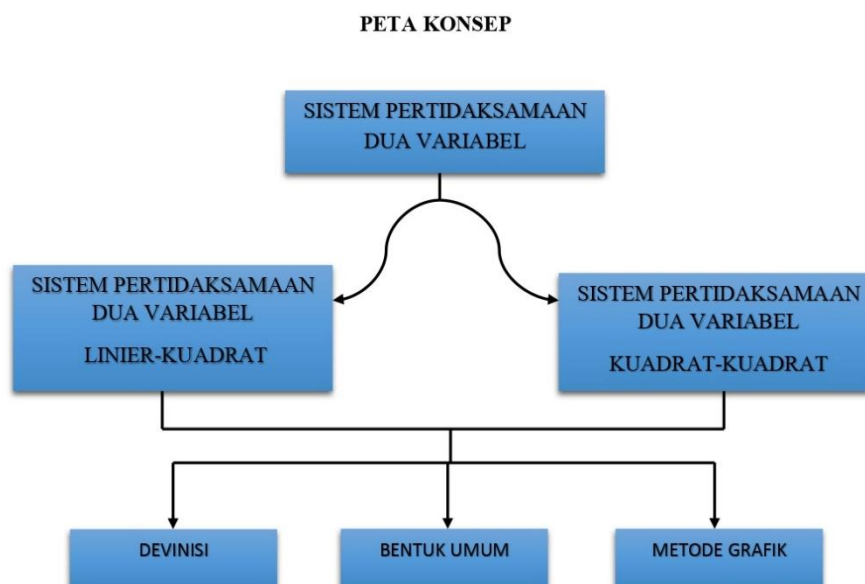 PETA KONSEP
SISTEM PERTIDAKSAMAAN
DUA VARIABEL
SISTEM PERTIDAKSAMAAN
DUA VARIABEL
LINIER-KUADRAT
SISTEM PERTIDAKSAMAAN
DUA VARIABEL
KUADRAT-KUADRAT
DEVINISI
BENTUK UMUM
METODE GRAFIK